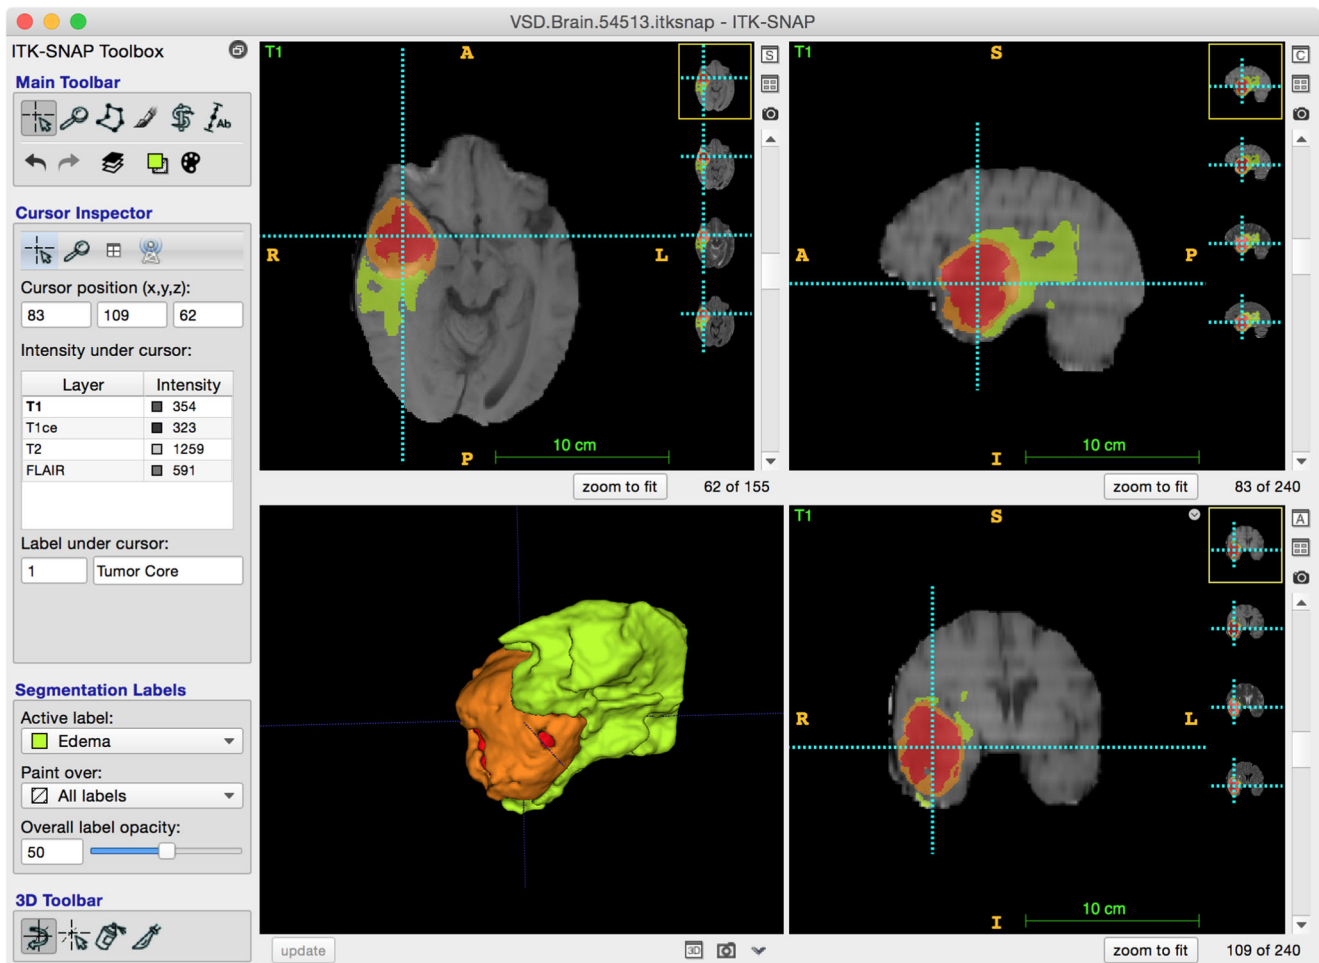 VSD.Brain.54513.itksnap - ITK-SNAP
ITK-SNAP Toolbox
Main Toolbar
Ab
Cursor Inspector
Cursor position (x,y,z):
83 109 62
Intensity under cursor:
Layer Intensity
T1 354
T1ce 323
T2 1259
FLAIR 591
Label under cursor:
1 Tumor Core
Segmentation Labels
Active label:
Edema
Paint over:
All labels
Overall label opacity:
50
3D Toolbar
T1
A
S
R
L
10 cm
P
zoom to fit 62 of 155
T1
S
C
A
P
10 cm
I
zoom to fit 83 of 240
update
3D
T1
S
A
R
L
10 cm
I
zoom to fit 109 of 240